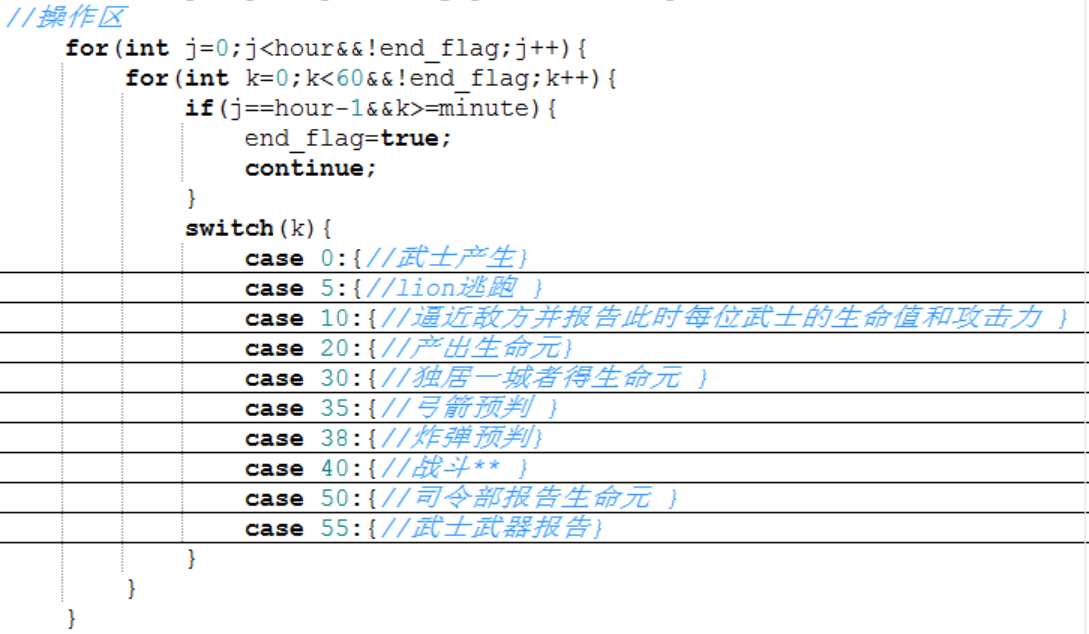 //操作区
for(int j=0;j<hour&&!end_flag;j++){
for(int k=0;k<60&&!end_flag;k++){
if(j==hour-1&&k>=minute){
end_flag=true;
continue;
}
switch(k){
case 0:{//武士产生}
case 5:{//lion逃跑 }
case 10:{//逼近敌方并报告此时每位武士的生命值和攻击力 }
case 20:{//产出生命元}
case 30:{//独居一城者得生命元 }
case 35:{//弓箭预判 }
case 38:{//炸弹预判}
case 40:{//战斗** }
case 50:{//司令部报告生命元 }
case 55:{//武士武器报告}
}
}
}